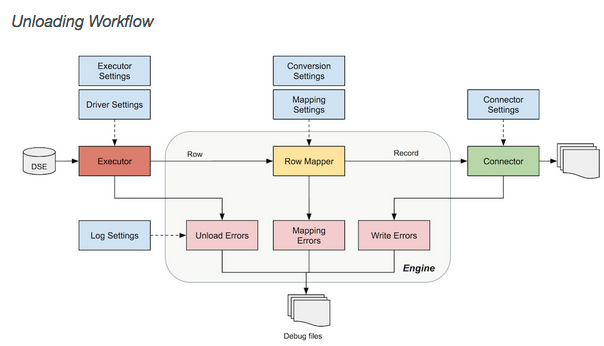 Unloading Workflow
Executor
Settings
Conversion
Settings
Driver Settings
Mapping
Settings
Connector
Settings
DSE
Executor
Row
Row Mapper
Record
Connector
Log Settings
Unload Errors
Mapping
Errors
Write Errors
Engine
Debug files